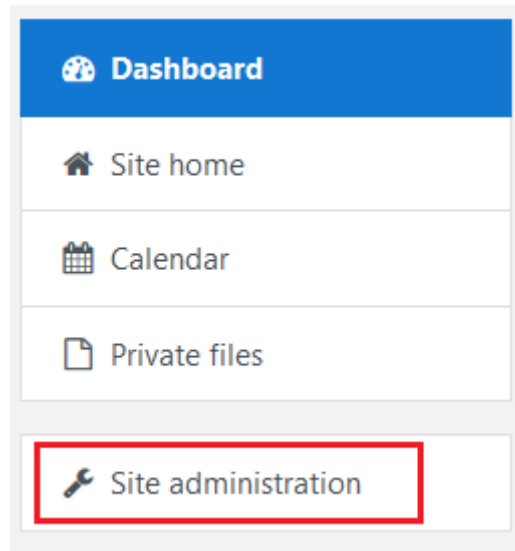 Dashboard
Site home
Calendar
Private files
Site administration